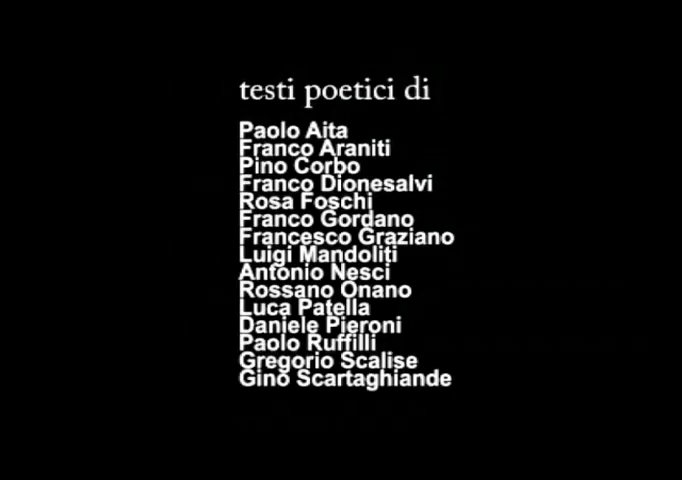 testi poetici di
Paolo Aita
Franco Araniti
Pino Corbo
Franco Dionesalvi
Rosa Foschi
Franco Gordano
Francesco Graziano
Luigi Mandoliti
Antonio Nesci
Rossano Onano
Luca Patella
Daniele Pieroni
Paolo Ruffilli
Gregorio Scalise
Gino Scartaghiande